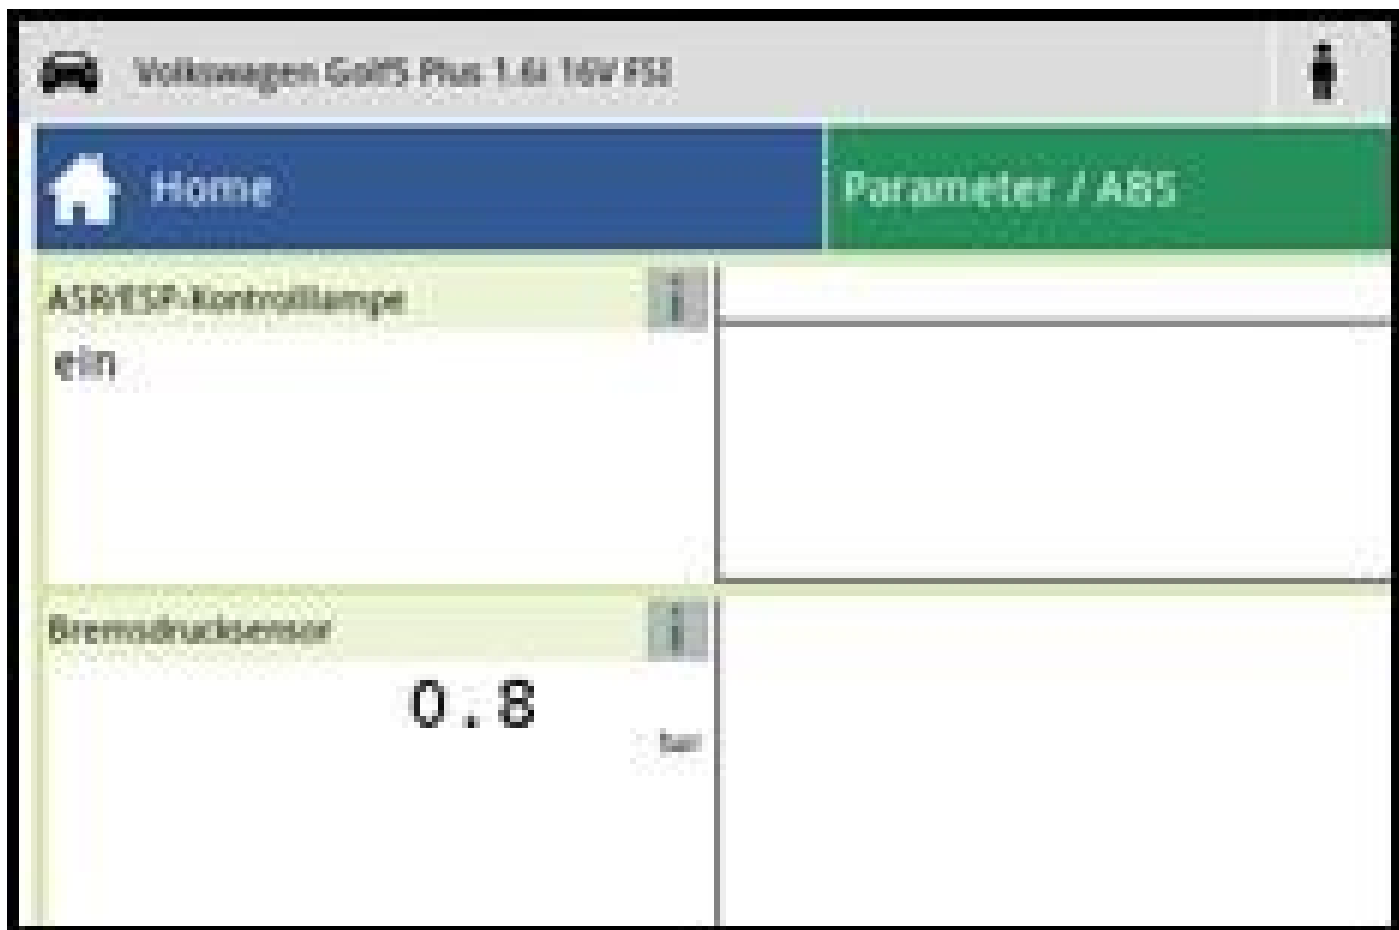 Volkswagen Golf5 Plus 1.6i 16V FSI
Home
Parameter / ABS
ASR/ESP-Kontrolllampe
ein
Bremsdrucksensor
0.8
bar